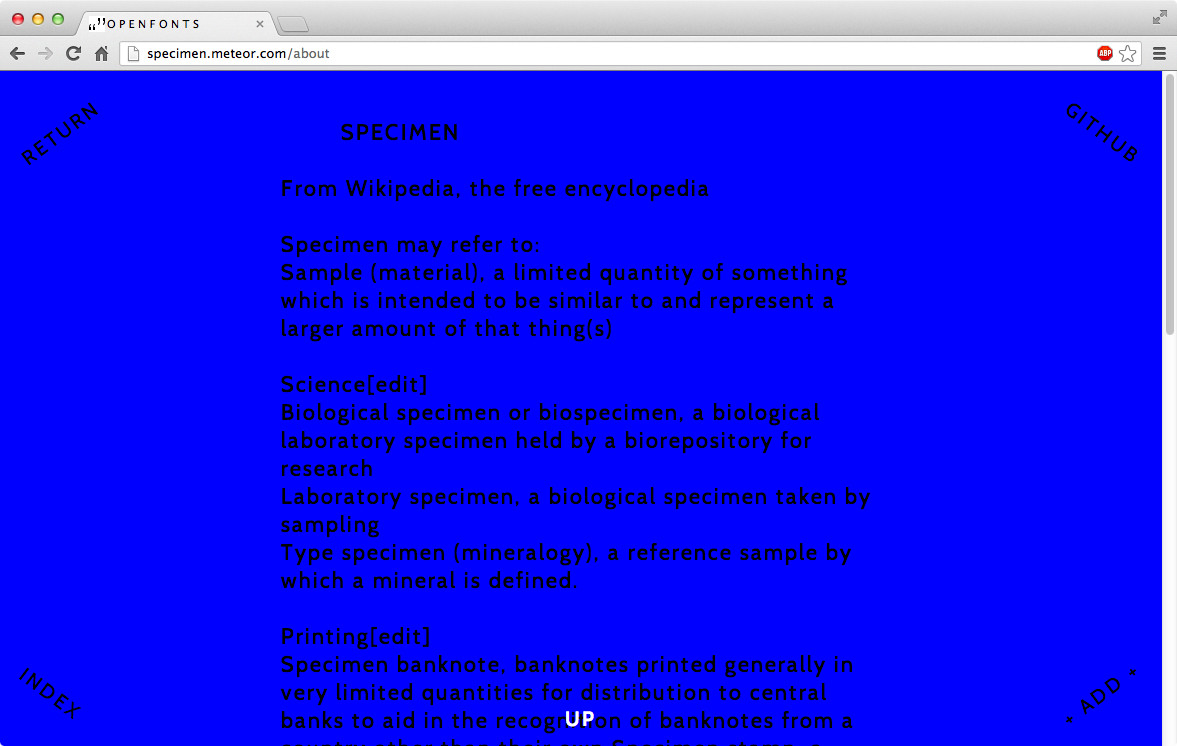 OPENFONTS
specimen.meteor.com/about
ABP
RETURN
GITHUB
SPECIMEN
From Wikipedia, the free encyclopedia
Specimen may refer to:
Sample (material), a limited quantity of something
which is intended to be similar to and represent a
larger amount of that thing(s)
Science[edit]
Biological specimen or biospecimen, a biological
laboratory specimen held by a biorepository for
research
Laboratory specimen, a biological specimen taken by
sampling
Type specimen (mineralogy), a reference sample by
which a mineral is defined.
Printing[edit]
Specimen banknote, banknotes printed generally in
very limited quantities for distribution to central
banks to aid in the recognition of banknotes from a
INDEX
UP
+ ADD +